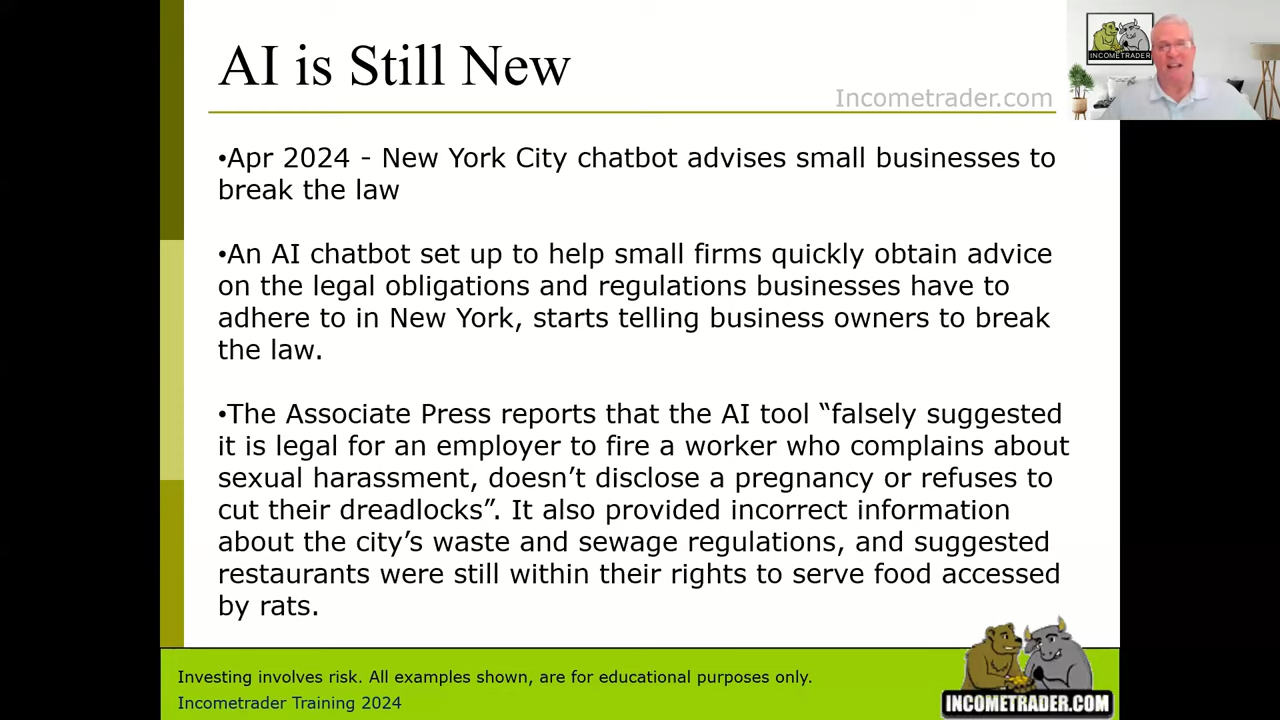 AI is Still New
Incometrader.com
INCOMETRADER
•Apr 2024 - New York City chatbot advises small businesses to
break the law
•An AI chatbot set up to help small firms quickly obtain advice
on the legal obligations and regulations businesses have to
adhere to in New York, starts telling business owners to break
the law.
•The Associate Press reports that the AI tool “falsely suggested
it is legal for an employer to fire a worker who complains about
sexual harassment, doesn’t disclose a pregnancy or refuses to
cut their dreadlocks”. It also provided incorrect information
about the city’s waste and sewage regulations, and suggested
restaurants were still within their rights to serve food accessed
by rats.
Investing involves risk. All examples shown, are for educational purposes only.
Incometrader Training 2024
INCOMETRADER.COM